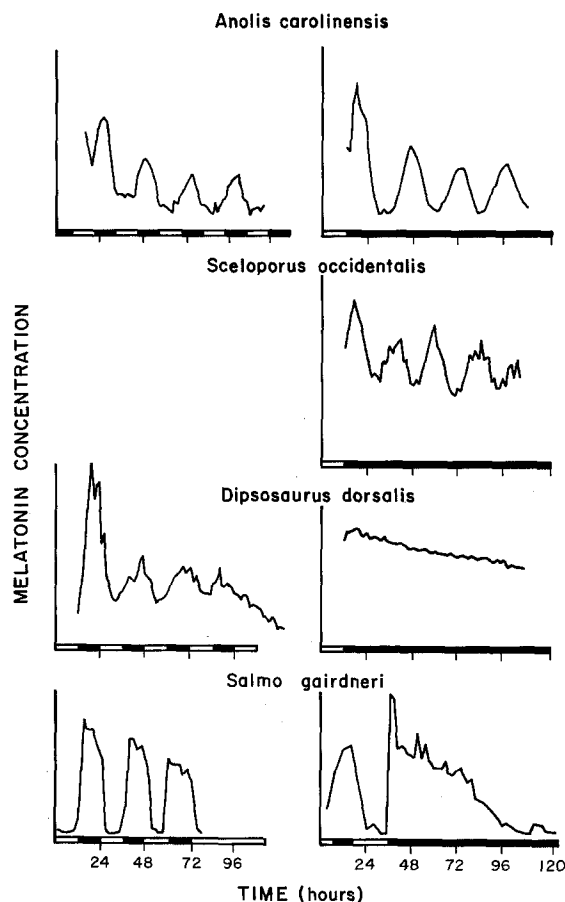 Anolis carolinensis
Sceloporus occidentalis
MELATONIN CONCENTRATION
Dipsosaurus dorsalis
Salmo gairdneri
24 48 72 96 24 48 72 96 120
TIME (hours)